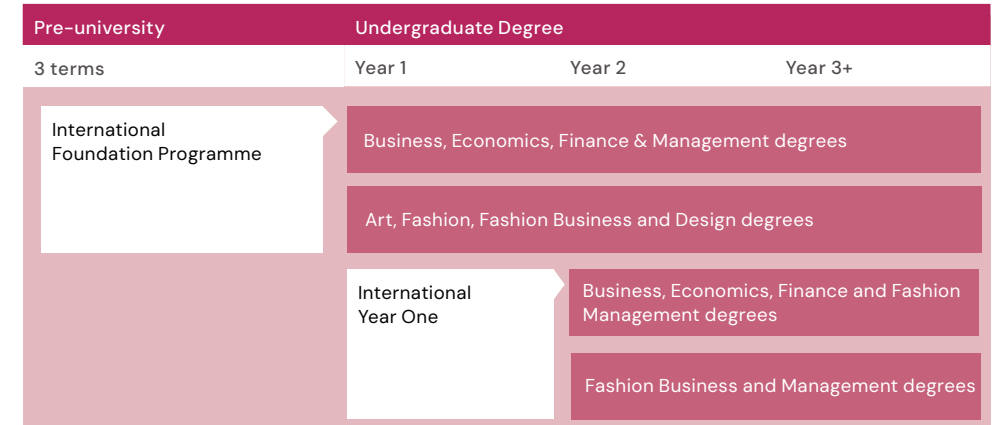 Pre-university
Undergraduate Degree
3 terms
Year 1
Year 2
Year 3+
International
Foundation Programme
Business, Economics, Finance & Management degrees
Art, Fashion, Fashion Business and Design degrees
International
Year One
Business, Economics, Finance and Fashion
Management degrees
Fashion Business and Management degrees